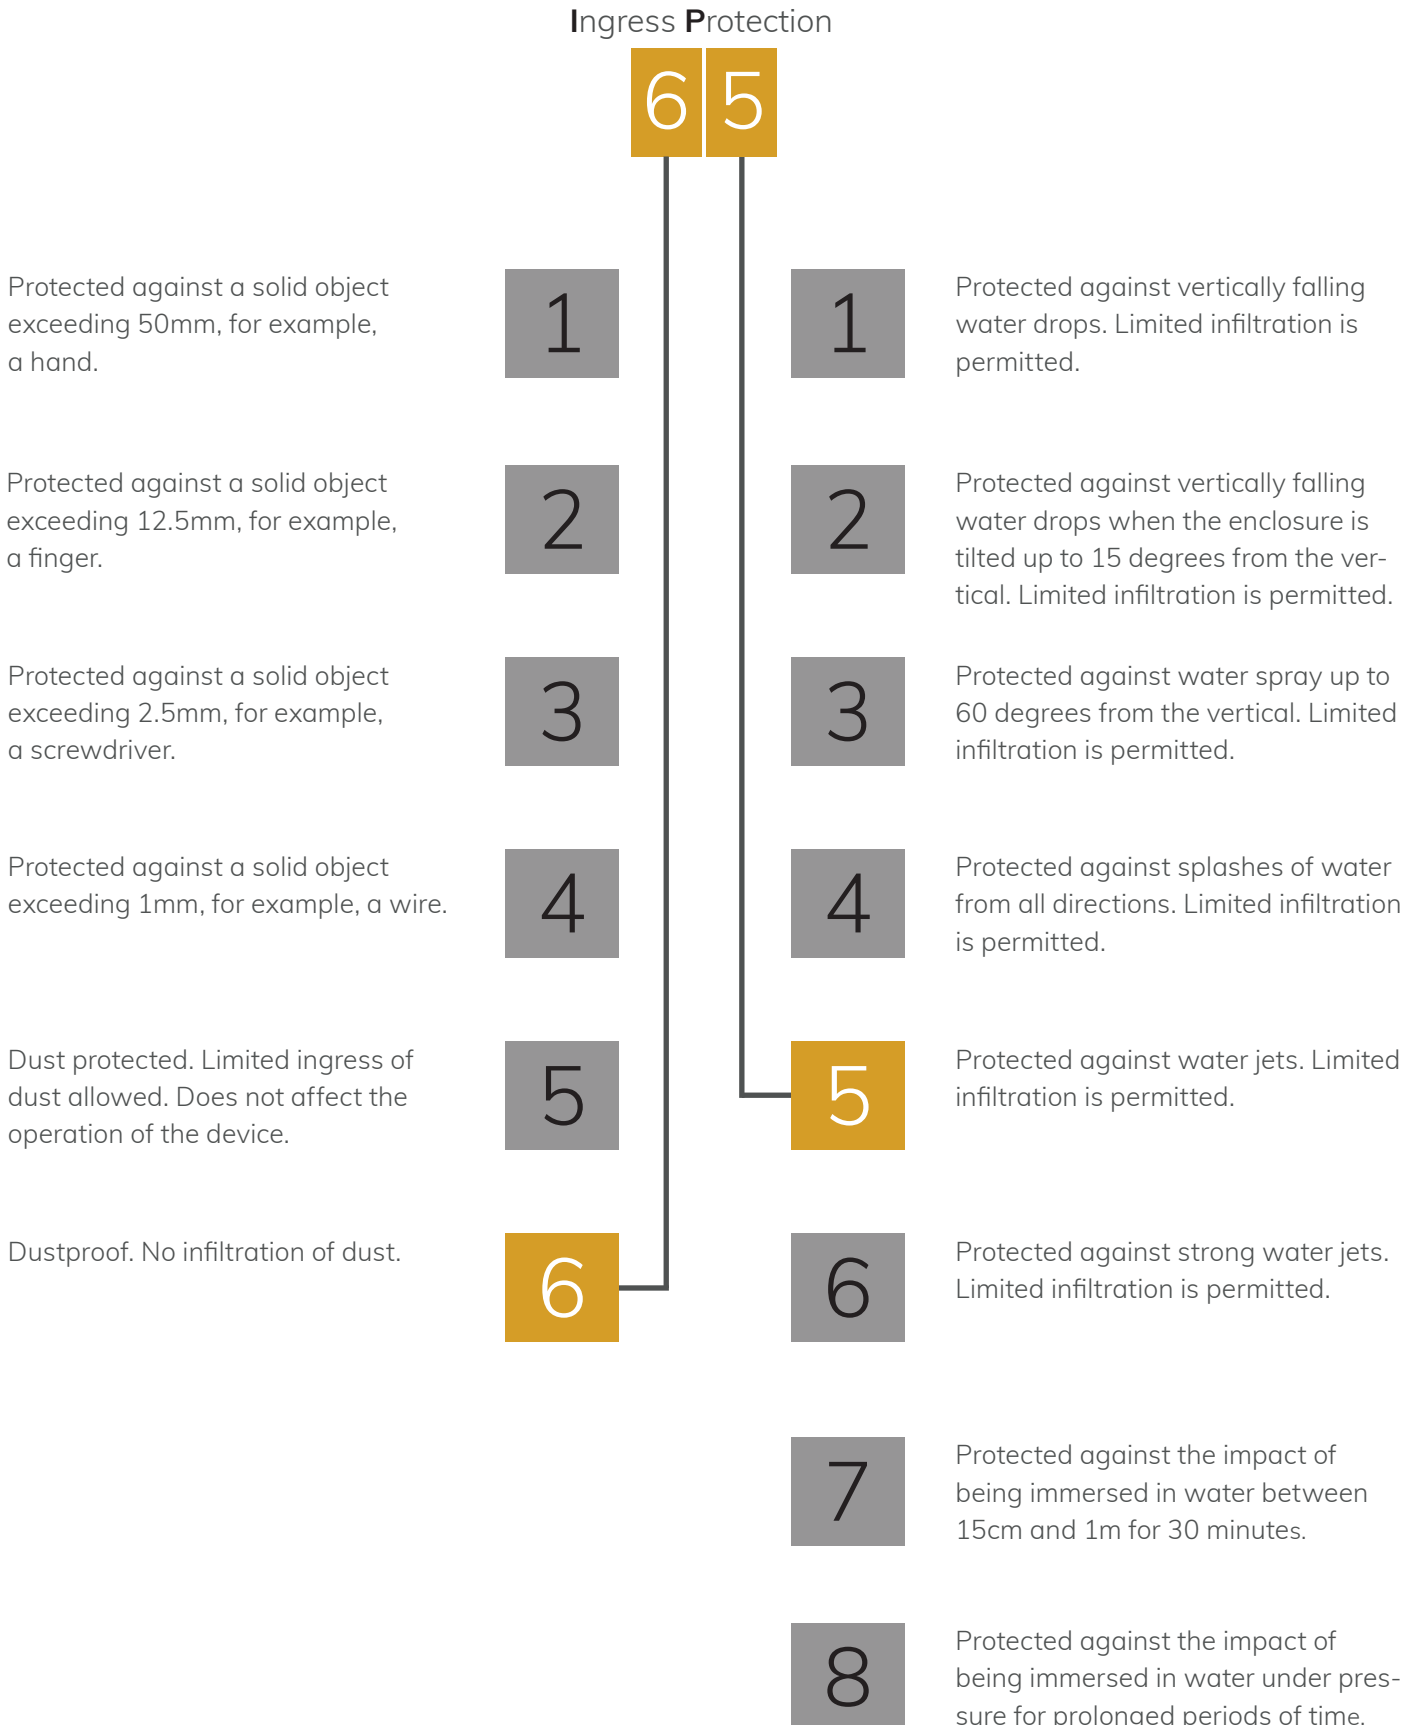 Ingress Protection
6 5
Protected against a solid object
exceeding 50mm, for example,
a hand.
1
1
Protected against vertically falling
water drops. Limited infiltration is
permitted.
Protected against a solid object
exceeding 12.5mm, for example,
a finger.
2
2
Protected against vertically falling
water drops when the enclosure is
tilted up to 15 degrees from the ver-
tical. Limited infiltration is permitted.
Protected against a solid object
exceeding 2.5mm, for example,
a screwdriver.
3
3
Protected against water spray up to
60 degrees from the vertical. Limited
infiltration is permitted.
Protected against a solid object
exceeding 1mm, for example, a wire.
4
4
Protected against splashes of water
from all directions. Limited infiltration
is permitted.
Dust protected. Limited ingress of
dust allowed. Does not affect the
operation of the device.
5
5
Protected against water jets. Limited
infiltration is permitted.
Dustproof. No infiltration of dust.
6
6
Protected against strong water jets.
Limited infiltration is permitted.
7
Protected against the impact of
being immersed in water between
15cm and 1m for 30 minutes.
8
Protected against the impact of
being immersed in water under pres-
sure for prolonged periods of time.